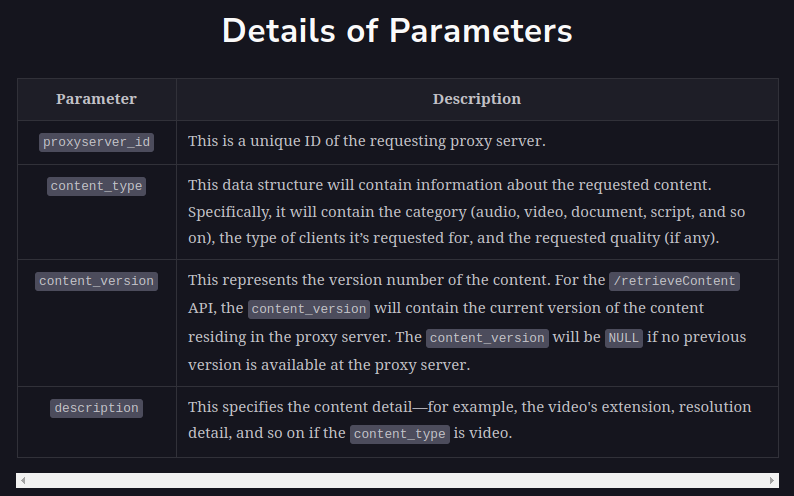 Details of Parameters
Parameter
Description
proxyserver_id
This is a unique ID of the requesting proxy server.
content_type
This data structure will contain information about the requested content.
Specifically, it will contain the category (audio, video, document, script, and so
on), the type of clients it’s requested for, and the requested quality (if any).
content_version
This represents the version number of the content. For the /retrieveContent
API, the content_version will contain the current version of the content
residing in the proxy server. The content_version will be NULL if no previous
version is available at the proxy server.
description
This specifies the content detail—for example, the video's extension, resolution
detail, and so on if the content_type is video.